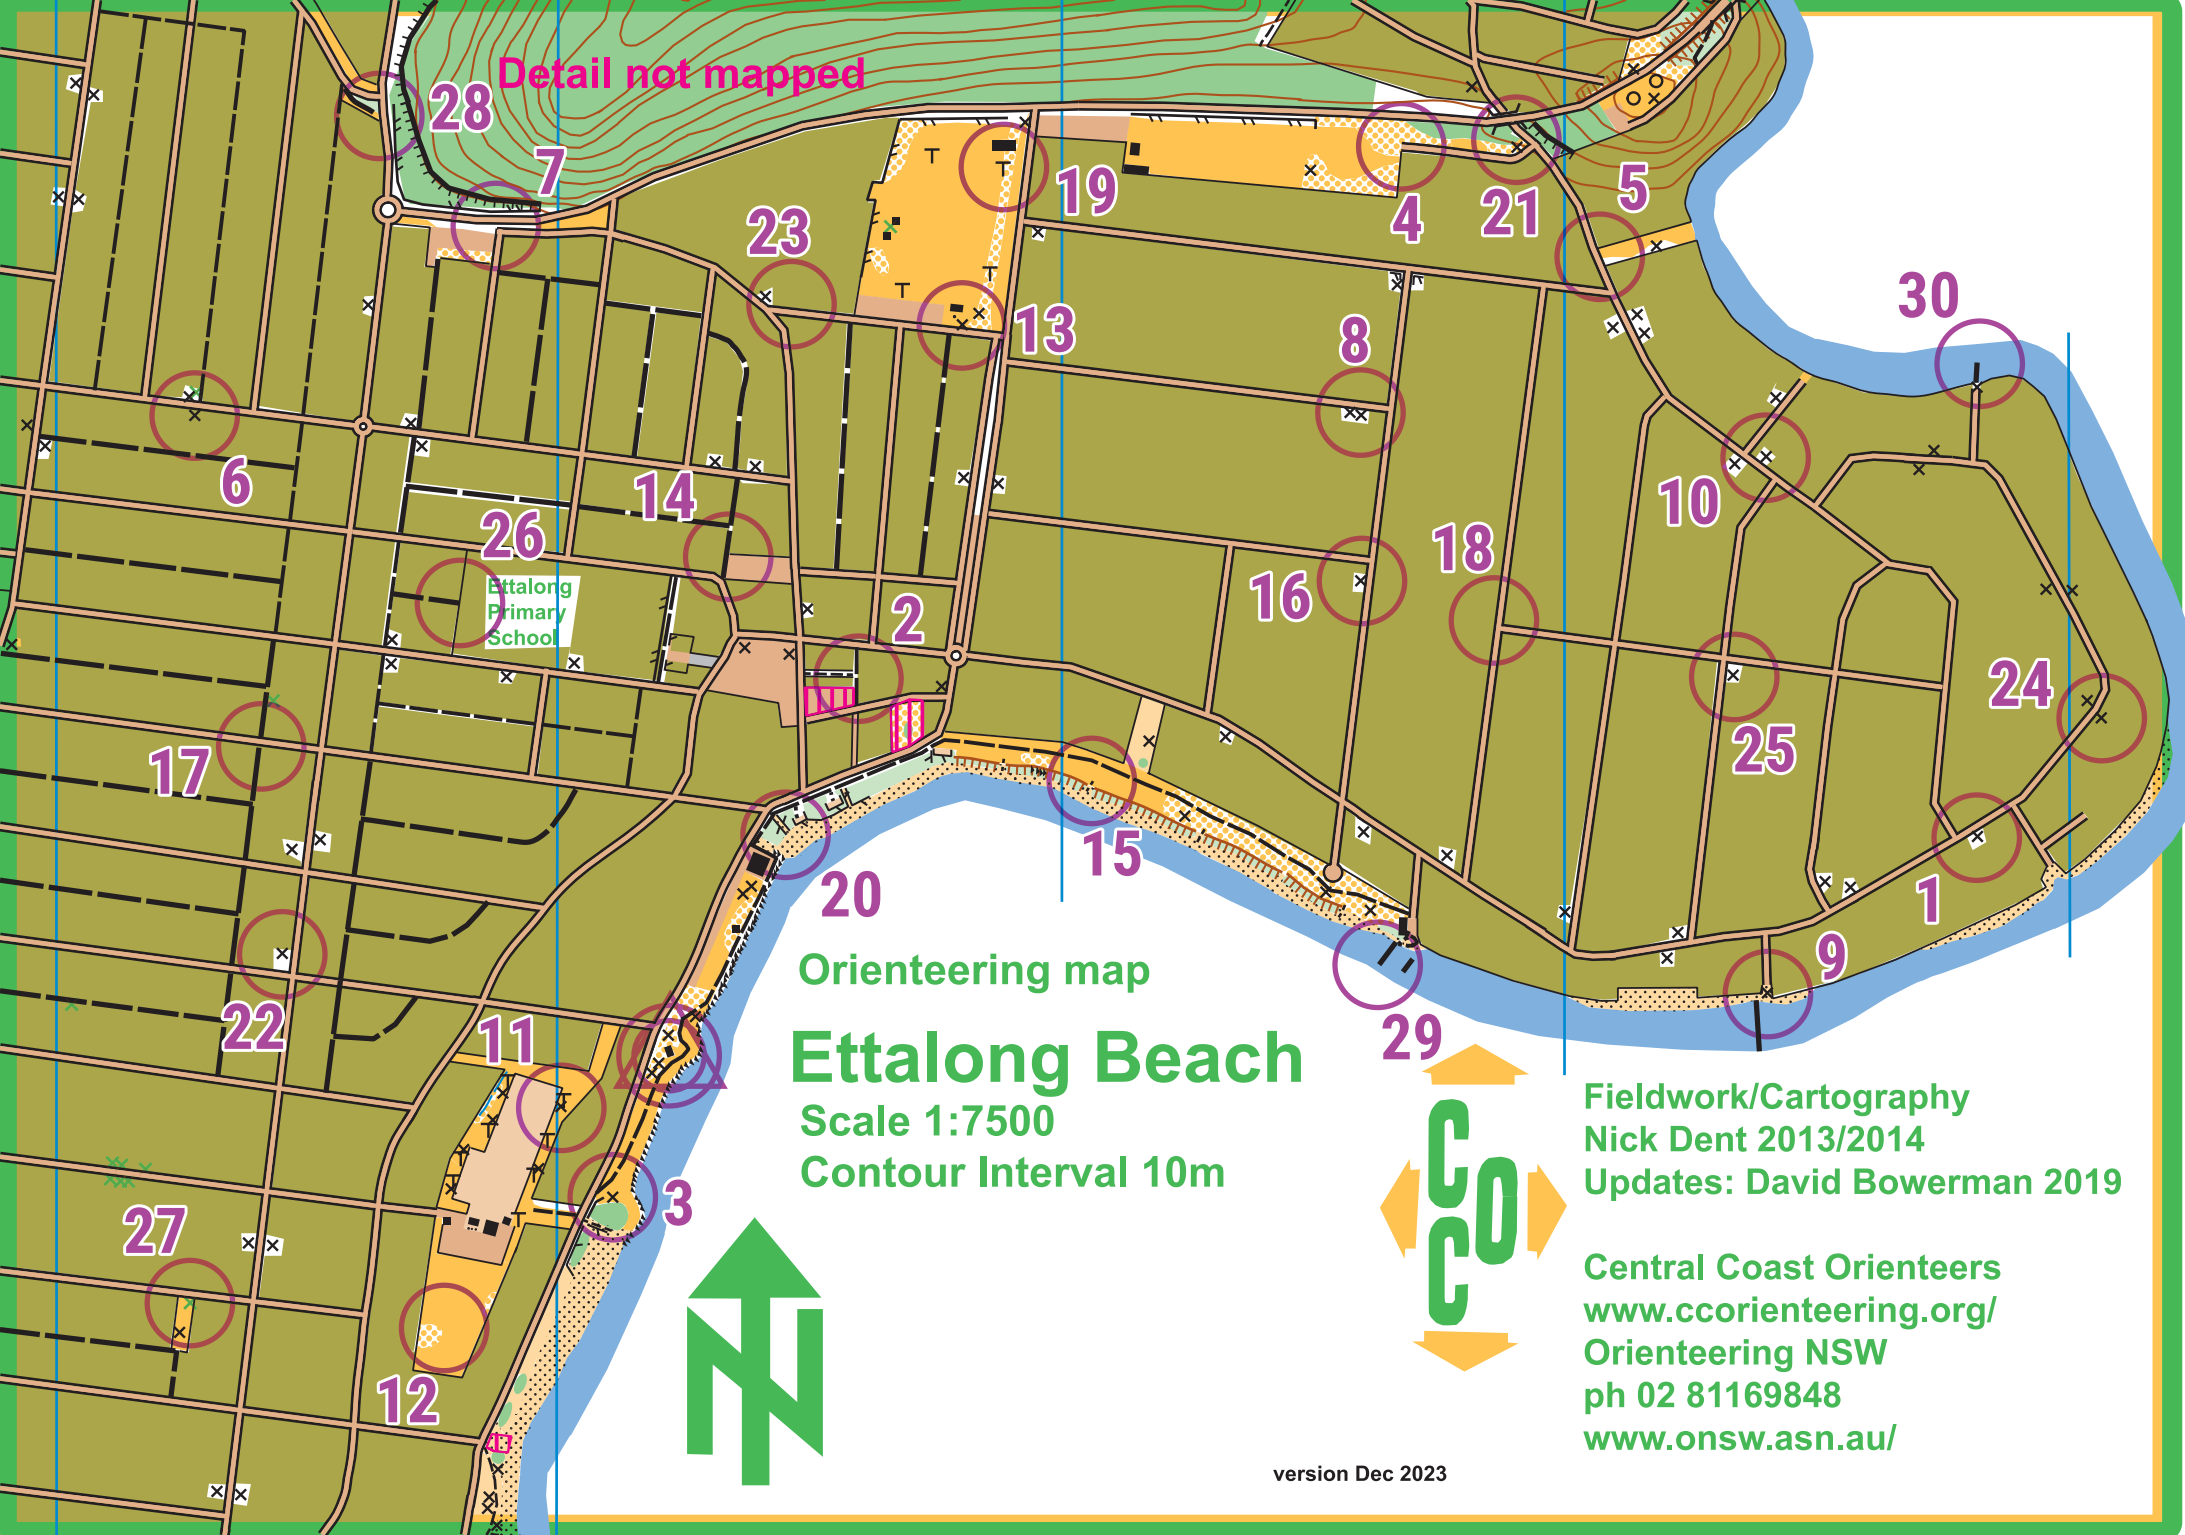 Detail not mapped
28
7
19
4
21
5
23
30
13
8
6
14
26
10
18
Ettalong
Primary
School
16
2
24
17
25
15
20
1
22
11
9
29
Orienteering map
Ettalong Beach
Scale 1:7500
Contour Interval 10m
3
27
12
N
COC
Fieldwork/Cartography
Nick Dent 2013/2014
Updates: David Bowerman 2019
Central Coast Orienteers
www.ccorienteering.org/
Orienteering NSW
ph 02 81169848
www.onsw.asn.au/
version Dec 2023